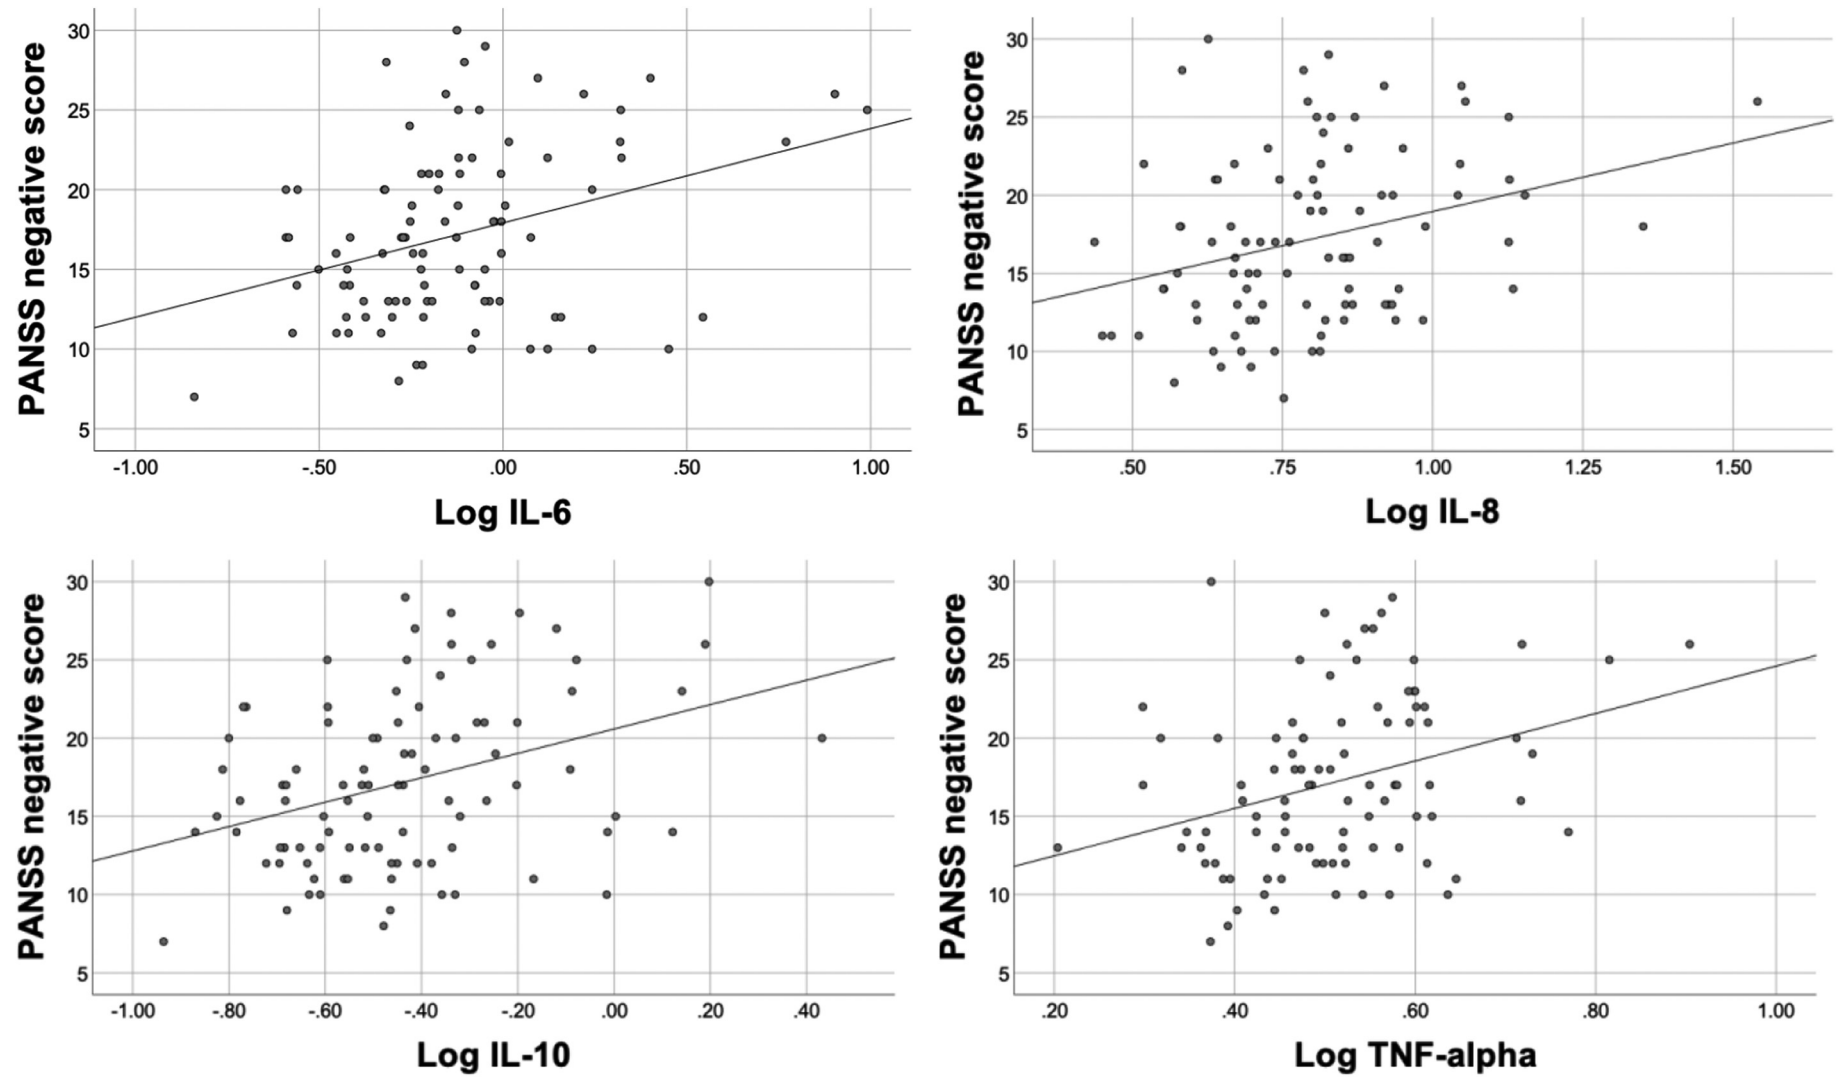 PANSS negative score
30
25
20
15
10
5
-1.00 -.50 .00 .50 1.00
Log IL-6
PANSS negative score
30
25
20
15
10
5
.50 .75 1.00 1.25 1.50
Log IL-8
PANSS negative score
30
25
20
15
10
5
-1.00 -.80 -.60 -.40 -.20 .00 .20 .40
Log IL-10
PANSS negative score
30
25
20
15
10
5
.20 .40 .60 .80 1.00
Log TNF-alpha